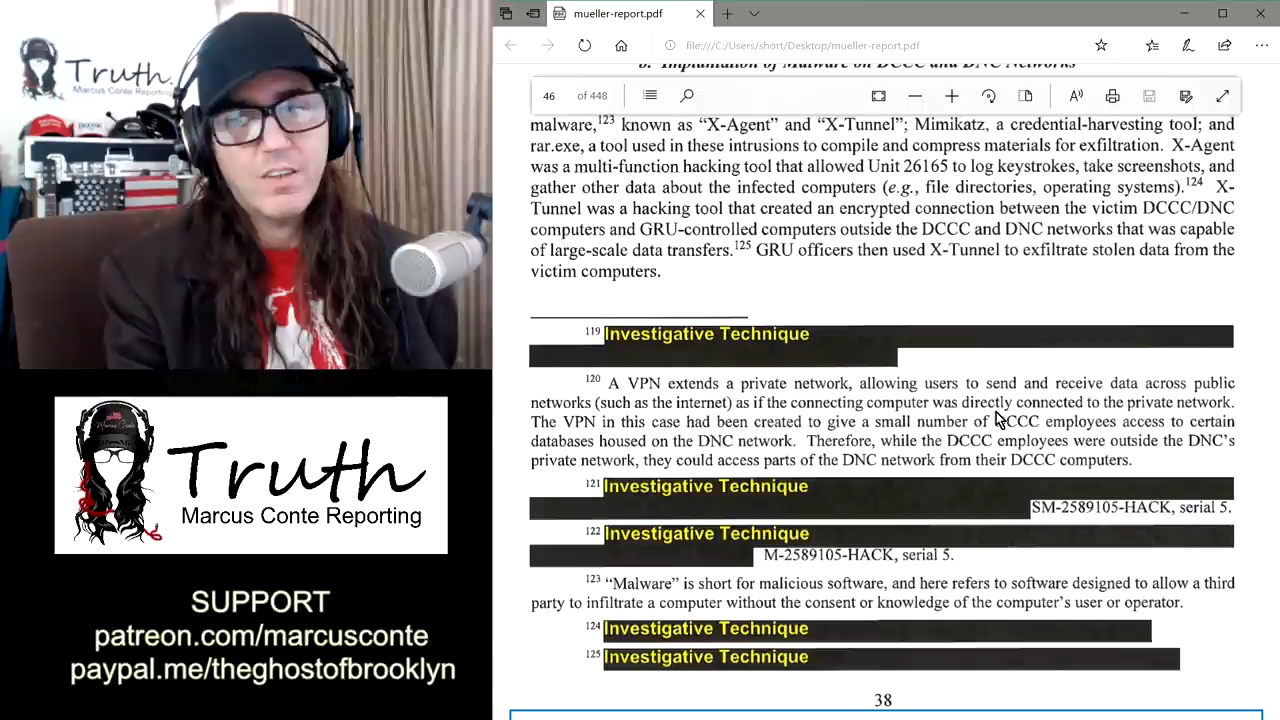 Truth.
Marcus Conte Reporting
Truth
Marcus Conte Reporting
SUPPORT
patreon.com/marcusconte
paypal.me/theghostofbrooklyn
mueller-report.pdf
file:///C:/Users/short/Desktop/mueller-report.pdf
b. Implantation of Malware on DCCC and DNC Networks
46 of 448
malware,123 known as “X-Agent” and “X-Tunnel”; Mimikatz, a credential-harvesting tool; and
rar.exe, a tool used in these intrusions to compile and compress materials for exfiltration. X-Agent
was a multi-function hacking tool that allowed Unit 26165 to log keystrokes, take screenshots, and
gather other data about the infected computers (e.g., file directories, operating systems).124 X-
Tunnel was a hacking tool that created an encrypted connection between the victim DCCC/DNC
computers and GRU-controlled computers outside the DCCC and DNC networks that was capable
of large-scale data transfers.125 GRU officers then used X-Tunnel to exfiltrate stolen data from the
victim computers.
119 Investigative Technique
120 A VPN extends a private network, allowing users to send and receive data across public
networks (such as the internet) as if the connecting computer was directly connected to the private network.
The VPN in this case had been created to give a small number of DCCC employees access to certain
databases housed on the DNC network. Therefore, while the DCCC employees were outside the DNC’s
private network, they could access parts of the DNC network from their DCCC computers.
121 Investigative Technique
SM-2589105-HACK, serial 5.
122 Investigative Technique
M-2589105-HACK, serial 5.
123 “Malware” is short for malicious software, and here refers to software designed to allow a third
party to infiltrate a computer without the consent or knowledge of the computer’s user or operator.
124 Investigative Technique
125 Investigative Technique
38